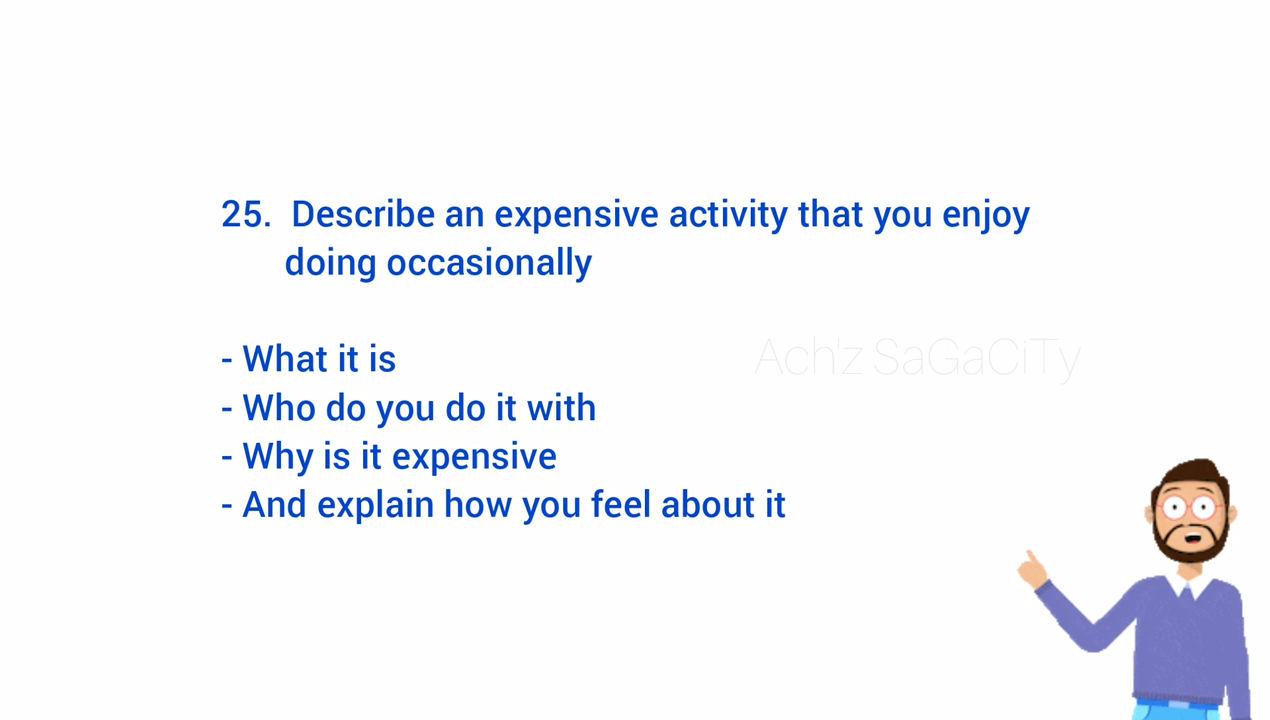 25. Describe an expensive activity that you enjoy
doing occasionally
- What it is
Ach'z SaGaCiTy
- Who do you do it with
- Why is it expensive
- And explain how you feel about it